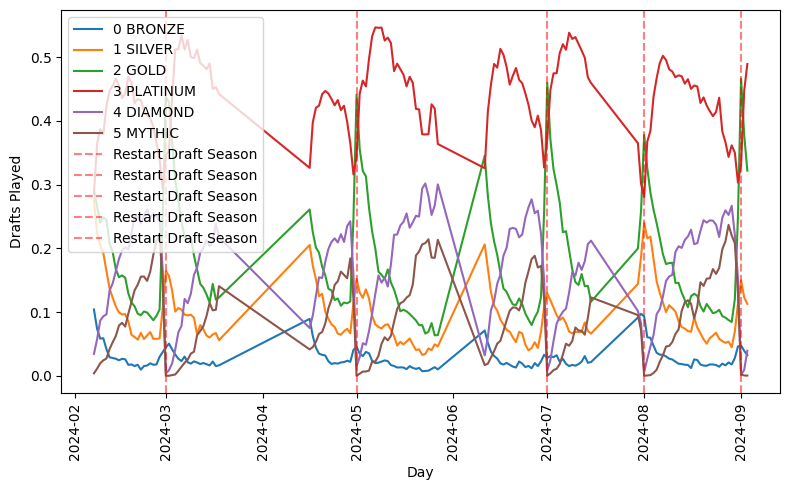 0 BRONZE
1 SILVER
2 GOLD
3 PLATINUM
4 DIAMOND
5 MYTHIC
Restart Draft Season
Restart Draft Season
Restart Draft Season
Restart Draft Season
Restart Draft Season
Drafts Played
0.5
0.4
0.3
0.2
0.1
0.0
2024-02
2024-03
2024-04
2024-05
2024-06
2024-07
2024-08
2024-09
Day